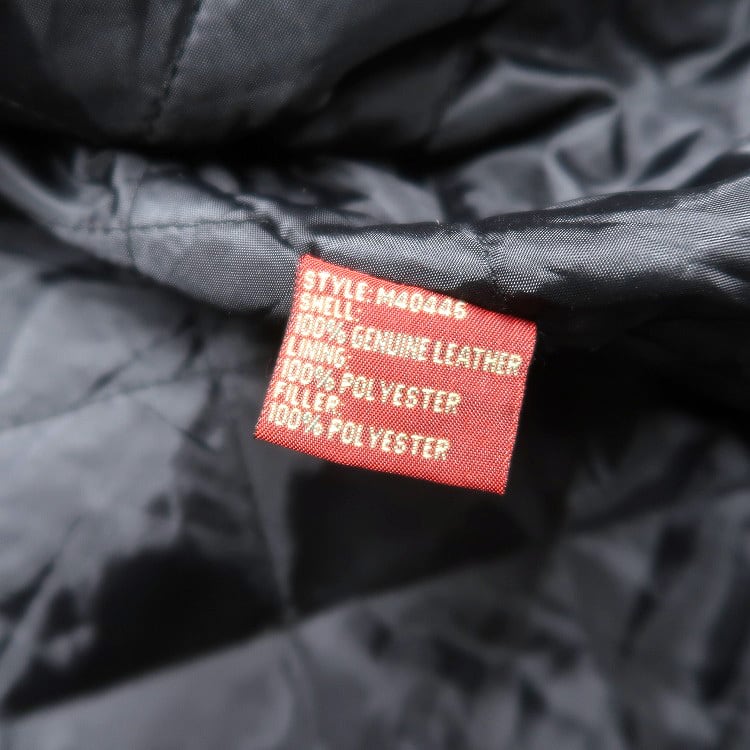 STYLE: M40446
SHELL:
100% GENUINE LEATHER
LINING:
100% POLYESTER
FILLER:
100% POLYESTER